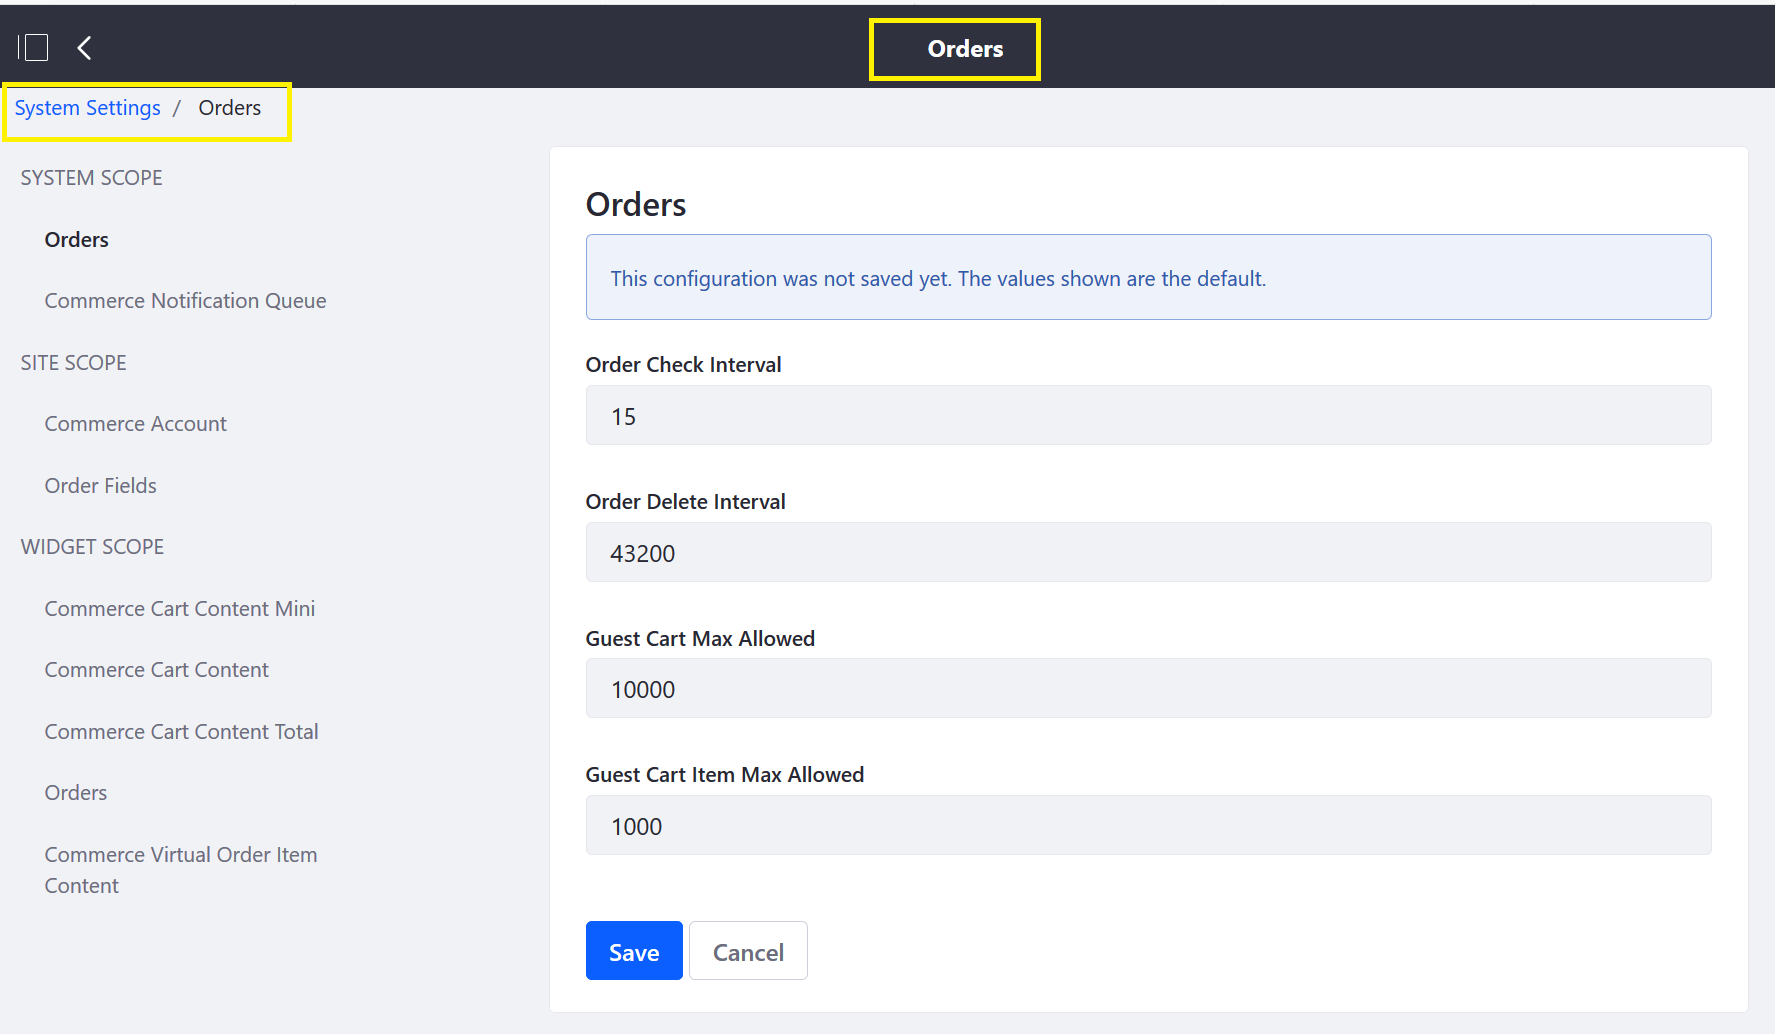 Orders
System Settings / Orders
SYSTEM SCOPE
Orders
Commerce Notification Queue
SITE SCOPE
Commerce Account
Order Fields
WIDGET SCOPE
Commerce Cart Content Mini
Commerce Cart Content
Commerce Cart Content Total
Orders
Commerce Virtual Order Item
Content
Orders
This configuration was not saved yet. The values shown are the default.
Order Check Interval
15
Order Delete Interval
43200
Guest Cart Max Allowed
10000
Guest Cart Item Max Allowed
1000
Save Cancel